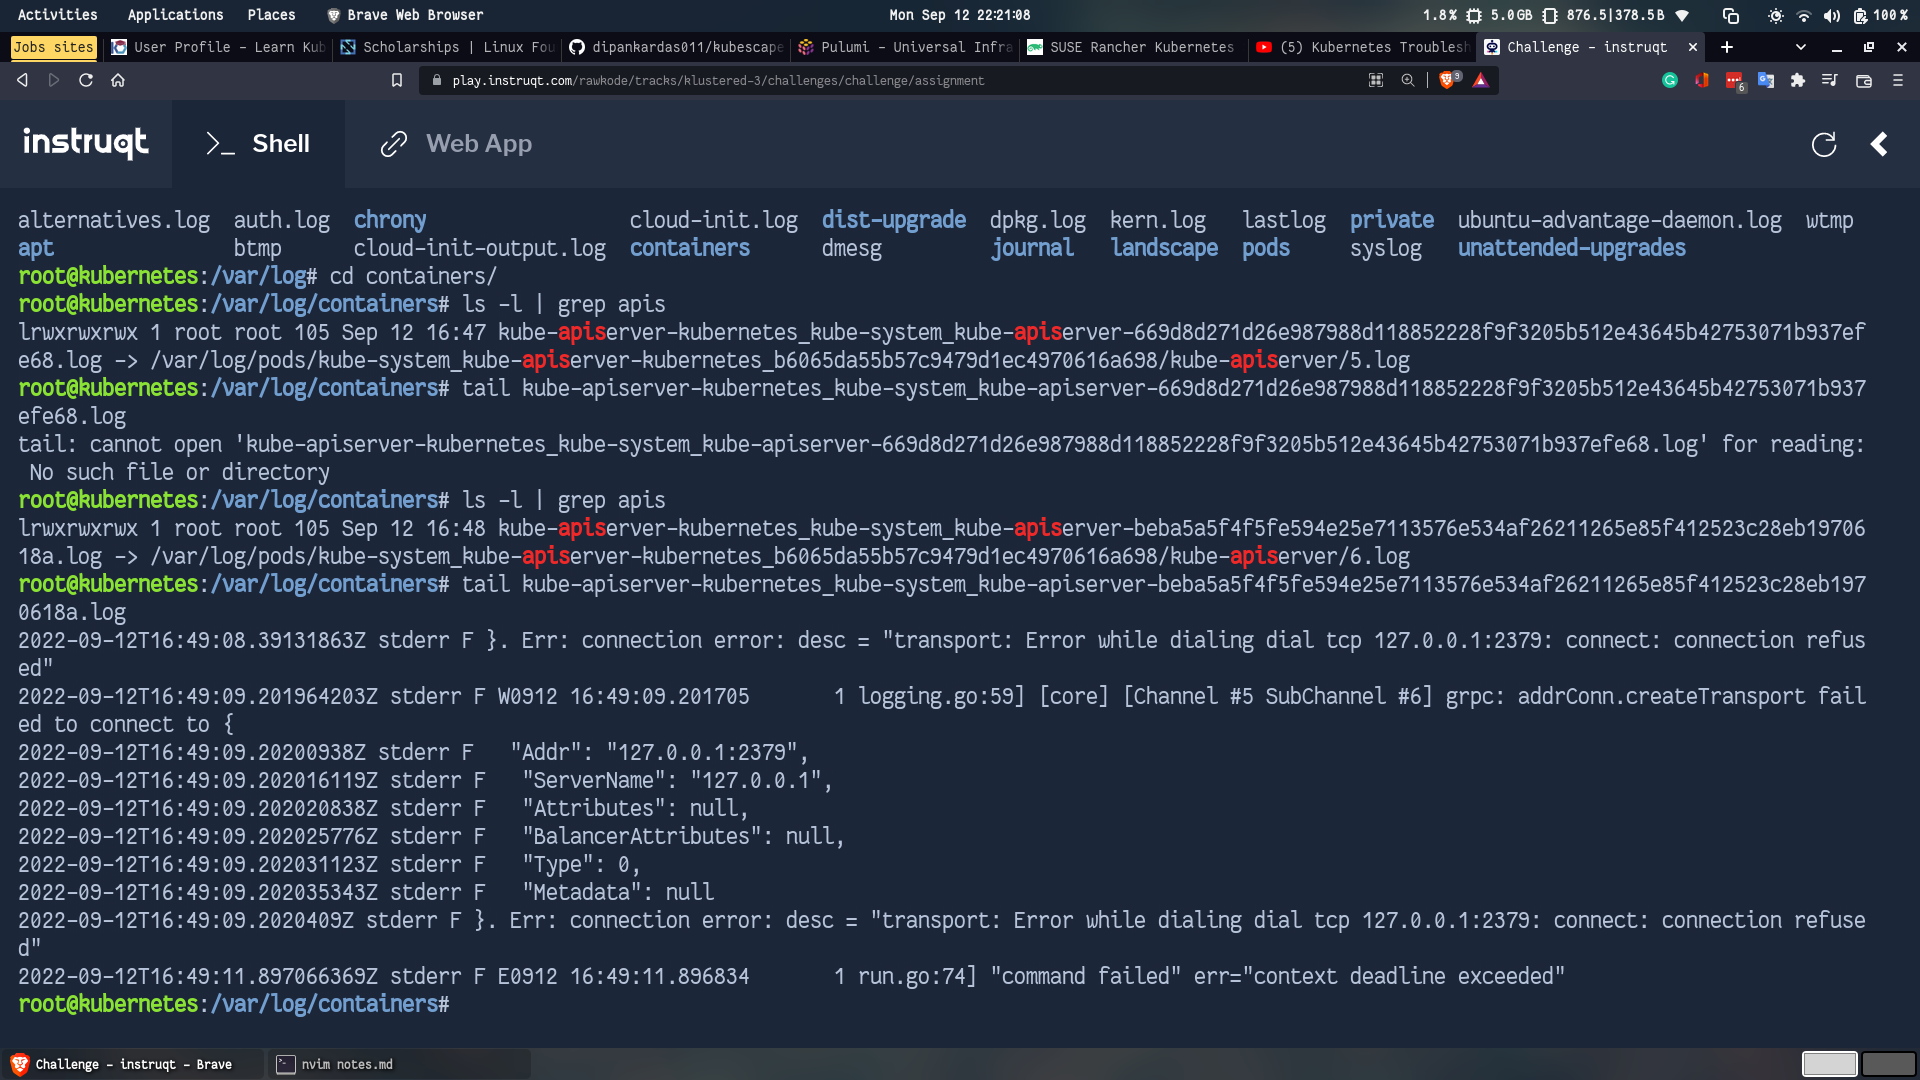 Activities Applications Places Brave Web Browser Mon Sep 12 22:21:08 1.8% 5.0GB 876.5|378.5B 100%
Jobs sites User Profile – Learn Kub Scholarships | Linux Fou dipankardas011/kubescape Pulumi – Universal Infra SUSE Rancher Kubernetes (5) Kubernetes Troublesh Challenge – instruqt
play.instruqt.com/rawkode/tracks/klustered-3/challenges/challenge/assignment 3 6
instruqt >_ Shell Web App
alternatives.log auth.log chrony cloud-init.log dist-upgrade dpkg.log kern.log lastlog private ubuntu-advantage-daemon.log wtmp
apt btmp cloud-init-output.log containers dmesg journal landscape pods syslog unattended-upgrades
root@kubernetes:/var/log# cd containers/
root@kubernetes:/var/log/containers# ls -l | grep apis
lrwxrwxrwx 1 root root 105 Sep 12 16:47 kube-apiserver-kubernetes_kube-system_kube-apiserver-669d8d271d26e987988d118852228f9f3205b512e43645b42753071b937ef
e68.log -> /var/log/pods/kube-system_kube-apiserver-kubernetes_b6065da55b57c9479d1ec4970616a698/kube-apiserver/5.log
root@kubernetes:/var/log/containers# tail kube-apiserver-kubernetes_kube-system_kube-apiserver-669d8d271d26e987988d118852228f9f3205b512e43645b42753071b937
efe68.log
tail: cannot open 'kube-apiserver-kubernetes_kube-system_kube-apiserver-669d8d271d26e987988d118852228f9f3205b512e43645b42753071b937efe68.log' for reading:
No such file or directory
root@kubernetes:/var/log/containers# ls -l | grep apis
lrwxrwxrwx 1 root root 105 Sep 12 16:48 kube-apiserver-kubernetes_kube-system_kube-apiserver-beba5a5f4f5fe594e25e7113576e534af26211265e85f412523c28eb19706
18a.log -> /var/log/pods/kube-system_kube-apiserver-kubernetes_b6065da55b57c9479d1ec4970616a698/kube-apiserver/6.log
root@kubernetes:/var/log/containers# tail kube-apiserver-kubernetes_kube-system_kube-apiserver-beba5a5f4f5fe594e25e7113576e534af26211265e85f412523c28eb197
0618a.log
2022-09-12T16:49:08.39131863Z stderr F }. Err: connection error: desc = "transport: Error while dialing dial tcp 127.0.0.1:2379: connect: connection refus
ed"
2022-09-12T16:49:09.201964203Z stderr F W0912 16:49:09.201705 1 logging.go:59] [core] [Channel #5 SubChannel #6] grpc: addrConn.createTransport fail
ed to connect to {
2022-09-12T16:49:09.20200938Z stderr F "Addr": "127.0.0.1:2379",
2022-09-12T16:49:09.202016119Z stderr F "ServerName": "127.0.0.1",
2022-09-12T16:49:09.202020838Z stderr F "Attributes": null,
2022-09-12T16:49:09.202025776Z stderr F "BalancerAttributes": null,
2022-09-12T16:49:09.202031123Z stderr F "Type": 0,
2022-09-12T16:49:09.202035343Z stderr F "Metadata": null
2022-09-12T16:49:09.2020409Z stderr F }. Err: connection error: desc = "transport: Error while dialing dial tcp 127.0.0.1:2379: connect: connection refuse
d"
2022-09-12T16:49:11.897066369Z stderr F E0912 16:49:11.896834 1 run.go:74] "command failed" err="context deadline exceeded"
root@kubernetes:/var/log/containers#
Challenge – instruqt – Brave nvim notes.md